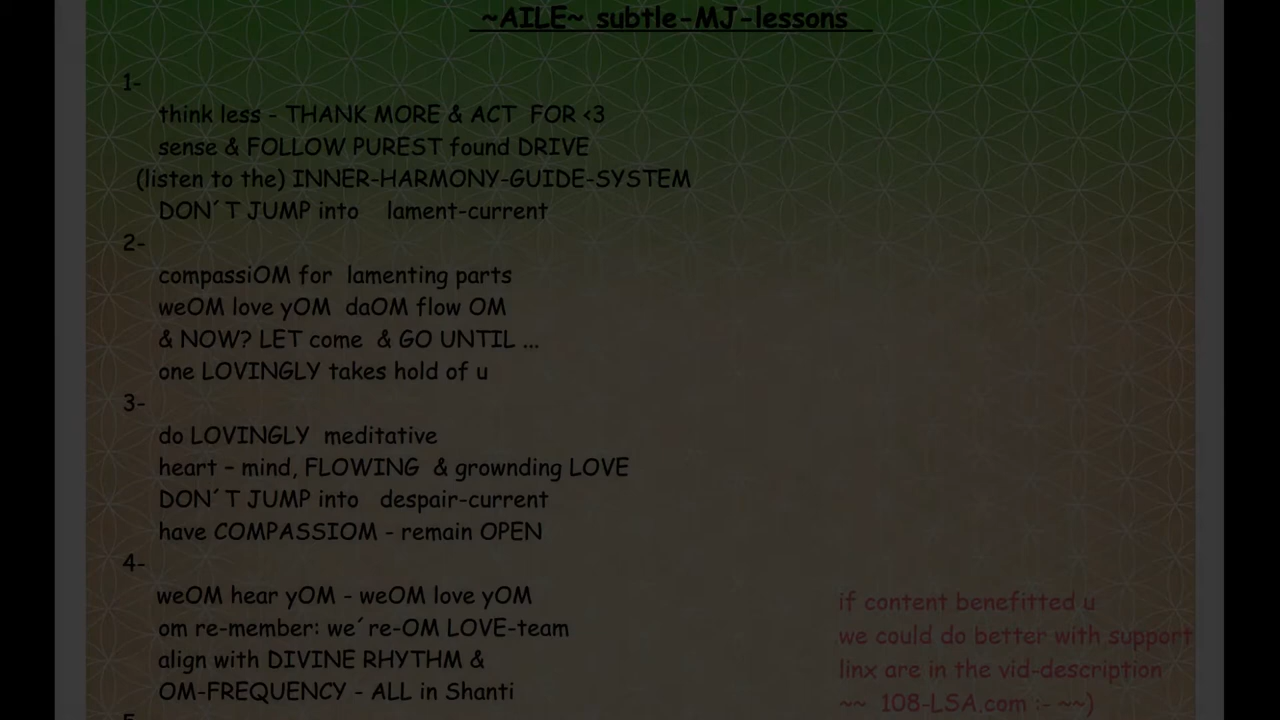 ~AILE~ subtle-MJ-lessons
1-
think less - THANK MORE & ACT FOR <3
sense & FOLLOW PUREST found DRIVE
(listen to the) INNER-HARMONY-GUIDE-SYSTEM
DON´T JUMP into lament-current
2-
compassiOM for lamenting parts
weOM love yOM daOM flow OM
& NOW? LET come & GO UNTIL ...
one LOVINGLY takes hold of u
3-
do LOVINGLY meditative
heart – mind, FLOWING & grownding LOVE
DON´T JUMP into despair-current
have COMPASSIOM - remain OPEN
4-
weOM hear yOM - weOM love yOM
om re-member: we´re-OM LOVE-team
align with DIVINE RHYTHM &
OM-FREQUENCY - ALL in Shanti
if content benefitted u
we could do better with support
linx are in the vid-description
~~ 108-LSA.com :- ~~)